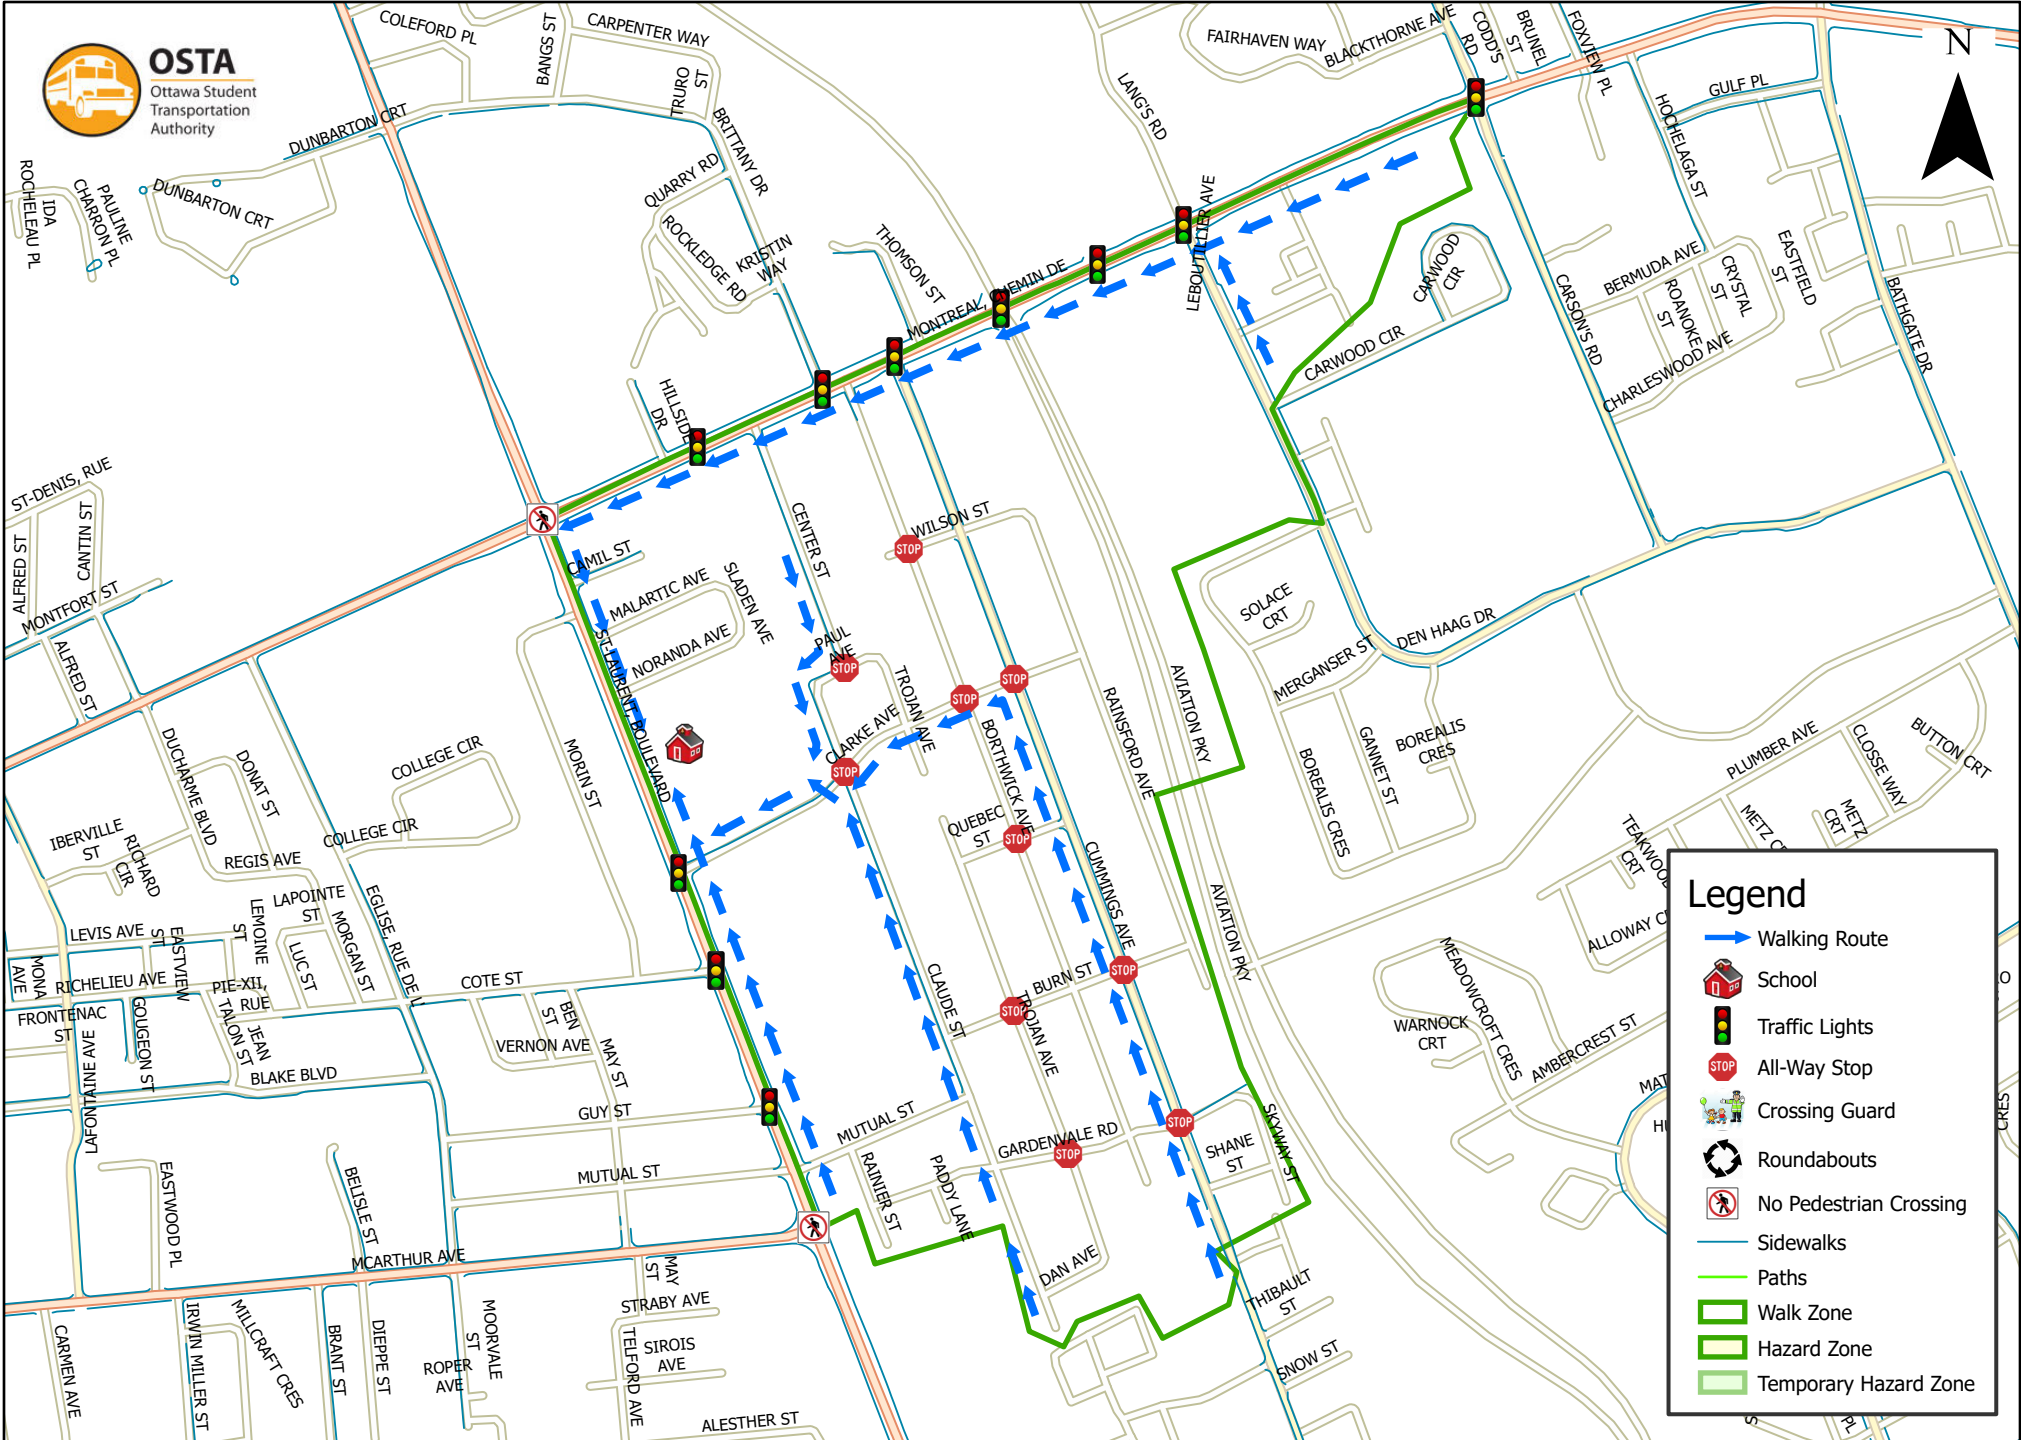 OSTA
Ottawa Student
Transportation
Authority
N
COLEFORD PL
BANGS ST
CARPENTER WAY
TRURO
ST
BRITTANY DR
DUNBARTON CRT
DUNBARTON CRT
ROCHELEAU PL
IDA
PAULINE
CHARRON PL
QUARRY RD
ROCKLEDGE RD
KRISTIN
WAY
THOMSON ST
LANG'S RD
FAIRHAVEN WAY
BLACKTHORNE AVE
CODD'S
RD
BRUNEL
ST
FOXVIEW PL
HOCHELAGA ST
GULF PL
LEBOUTILLIER AVE
MONTREAL, CHEMIN DE
CARWOOD
CIR
CARWOOD CIR
CARSON'S RD
BERMUDA AVE
ROANOKE
ST
CRYSTAL
ST
EASTFIELD
ST
BATHGATE DR
CHARLESWOOD AVE
HILLSIDE
DR
ST-DENIS, RUE
CANTIN ST
ALFRED ST
MONTFORT ST
ALFRED ST
CENTER ST
WILSON ST
STOP
CAMIL ST
MALARTIC AVE
SLADEN AVE
NORANDA AVE
ST-LAURENT, BOULEVARD
PAUL
AVE
STOP
TROJAN AVE
CLARKE AVE
STOP
STOP
STOP
BORTHWICK AVE
RAINSFORD AVE
AVIATION PKY
SOLACE
CRT
MERGANSER ST
DEN HAAG DR
GANNET ST
BOREALIS
CRES
BOREALIS CRES
PLUMBER AVE
CLOSSE WAY
BUTTON CRT
METZ
CRT
TEAKWOOD
CRT
ALLOWAY
MEADOWCROFT CRES
WARNOCK
CRT
AMBERCREST ST
DUCHARME BLVD
DONAT ST
COLLEGE CIR
COLLEGE CIR
MORIN ST
IBERVILLE
ST
RICHARD
CIR
REGIS AVE
LAPOINTE
ST
EGLISE, RUE DE L'
LEMOINE
ST
LUC ST
MORGAN ST
LEVIS AVE
EASTVIEW
ST
MONA
AVE
RICHELIEU AVE
PIE-XII,
RUE
FRONTENAC
ST
GOUGEON ST
JEAN
TALON ST
LAFONTAINE AVE
BLAKE BLVD
COTE ST
BEN
ST
VERNON AVE
MAY ST
GUY ST
MUTUAL ST
BELISLE ST
EASTWOOD PL
MCARTHUR AVE
MAY
ST
STRABY AVE
SIROIS
AVE
TELFORD AVE
ALESTHER ST
CARMEN AVE
IRWIN MILLER ST
MILLCRAFT CRES
BRANT ST
DIEPPE ST
MOORVALE
ST
ROPER
AVE
QUEBEC
ST
STOP
CUMMINGS AVE
STOP
BURN ST
STOP
TROJAN AVE
CLAUDE ST
AVIATION PKY
MUTUAL ST
RAINIER ST
PADDY LANE
GARDENVALE RD
STOP
STOP
SHANE
ST
SKYWAY ST
DAN AVE
THIBAULT
ST
SNOW ST
Legend
Walking Route
School
Traffic Lights
STOP
All-Way Stop
Crossing Guard
Roundabouts
No Pedestrian Crossing
Sidewalks
Paths
Walk Zone
Hazard Zone
Temporary Hazard Zone
CRES
PL